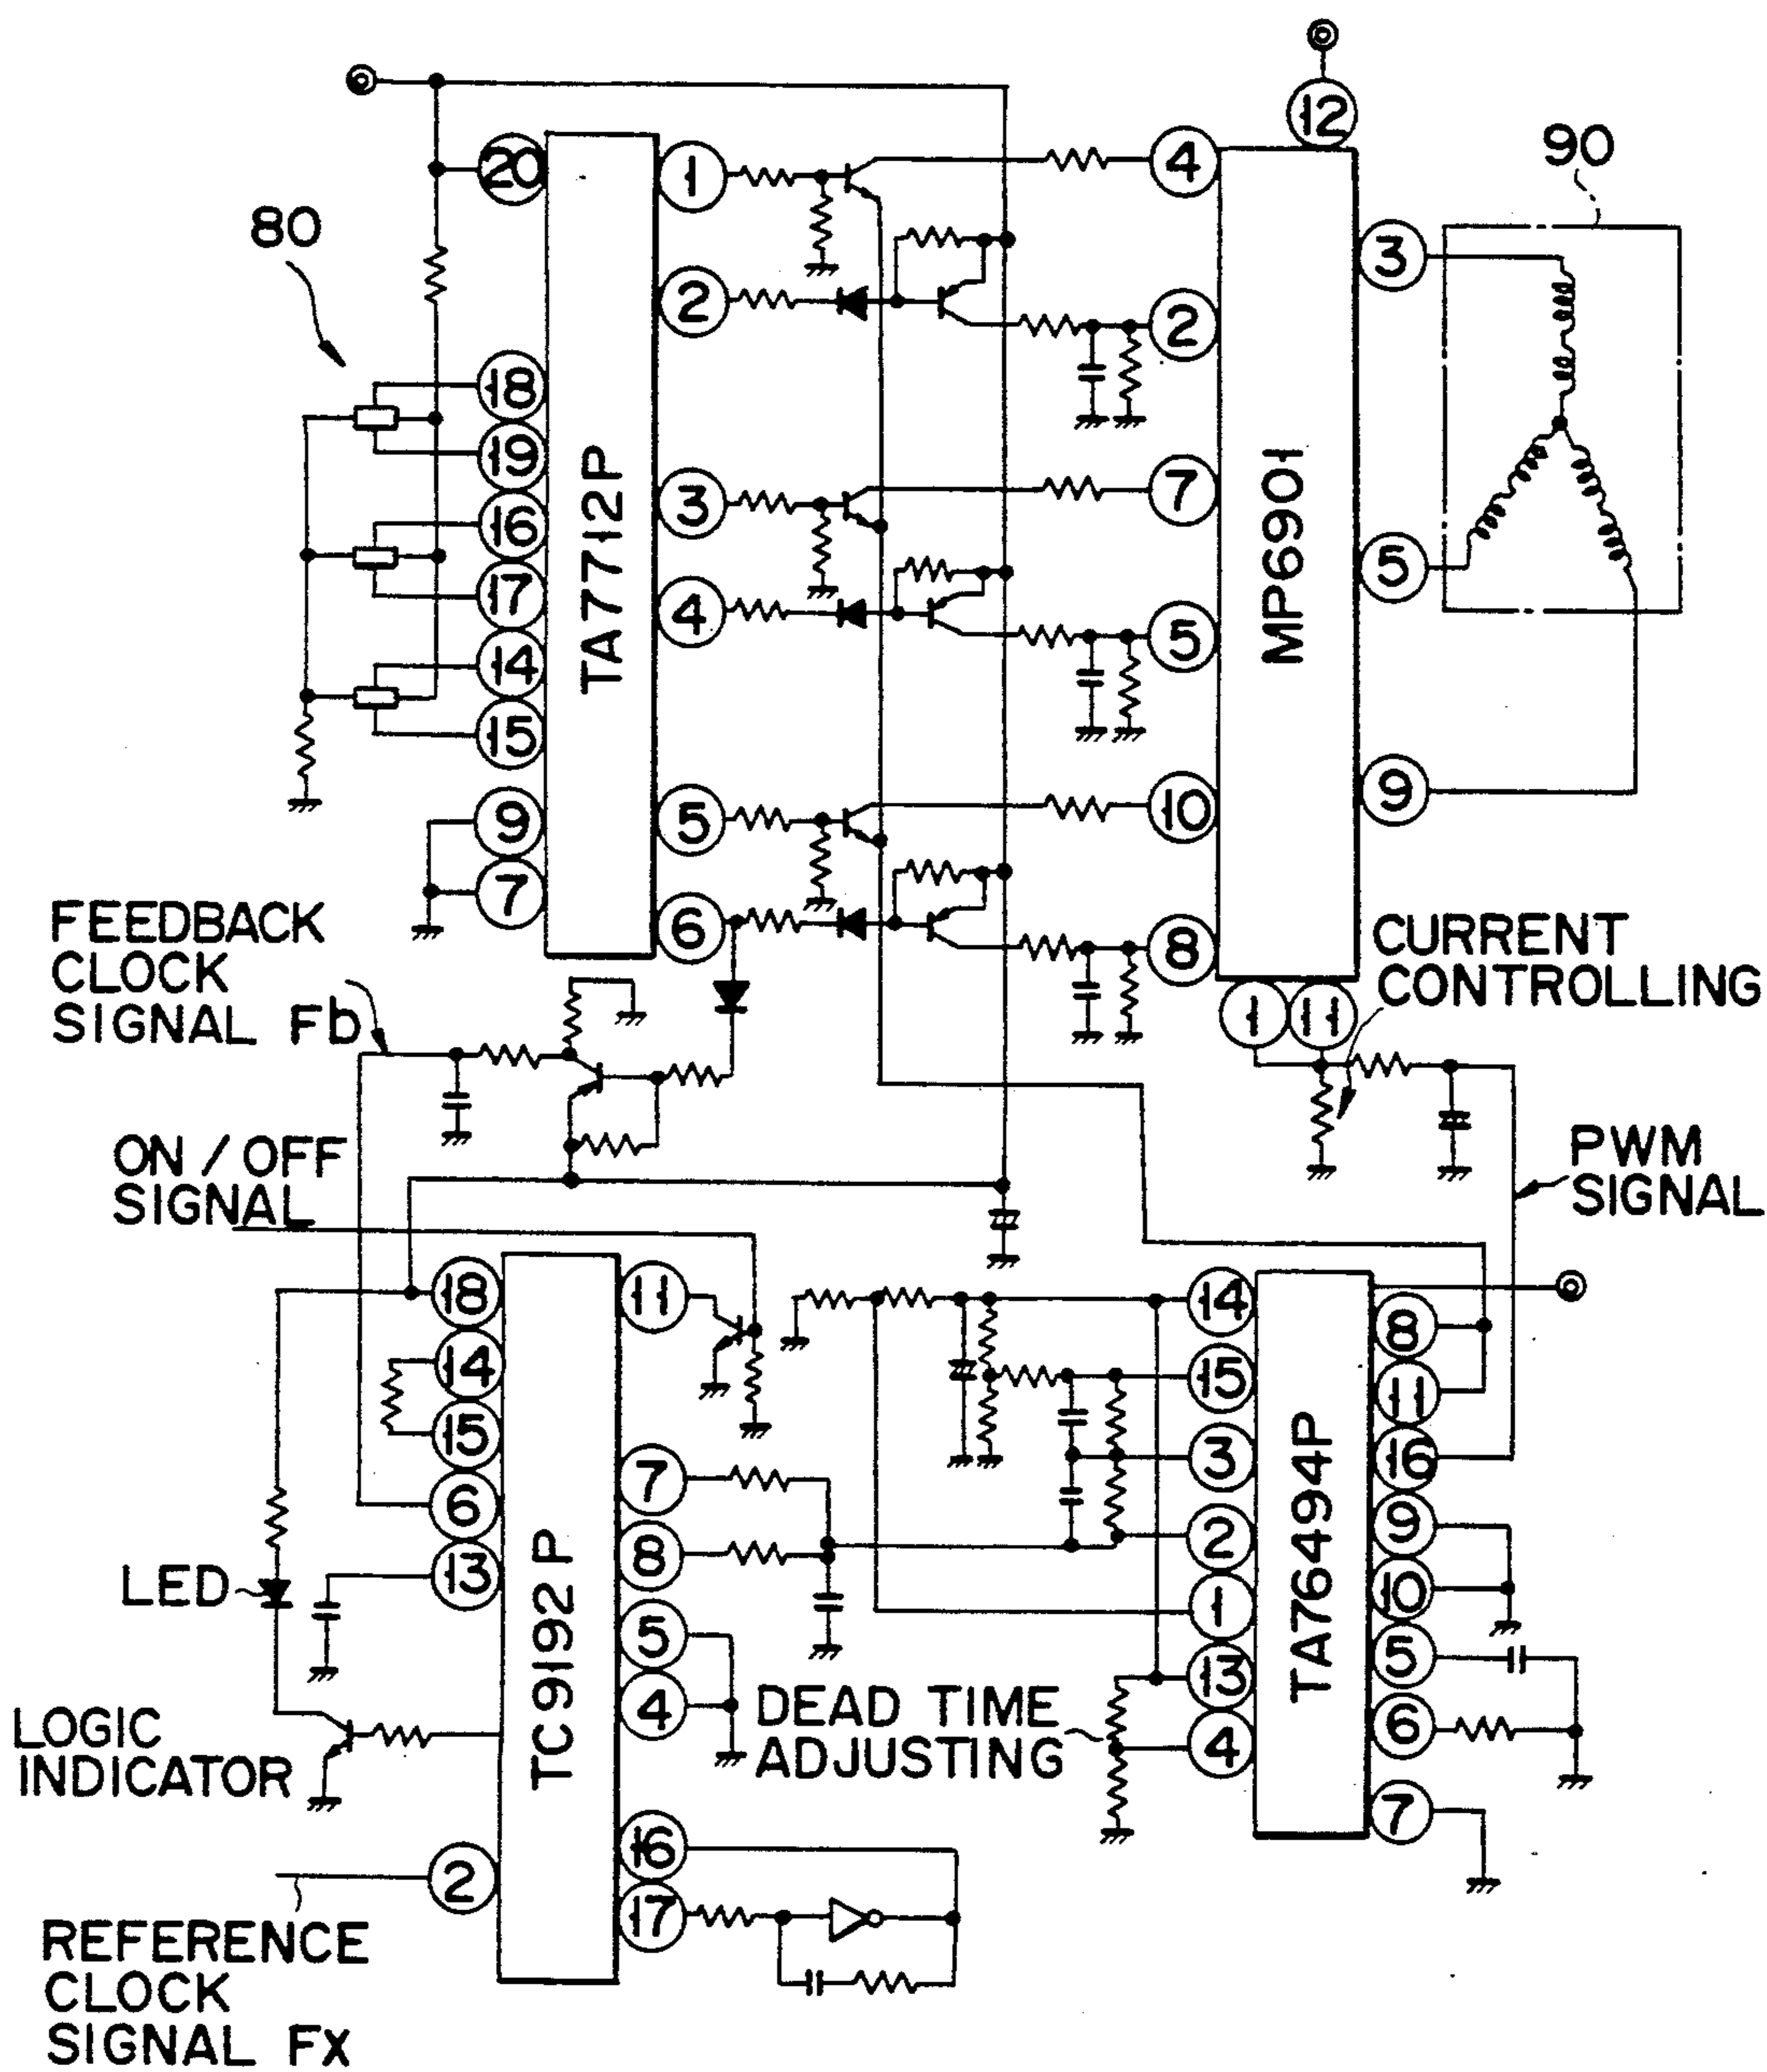 12
90
20
TA7712P
1
4
MP6901
3
80
2
2
18
19
3
7
16
17
4
5
5
14
15
5
10
9
9
7
6
8
FEEDBACK
CLOCK
SIGNAL Fb
CURRENT
CONTROLLING
1 11
ON / OFF
SIGNAL
PWM
SIGNAL
18
TC9192P
11
14
TA76494P
8
14
15
11
15
3
16
6
7
2
9
LED
13
8
1
10
5
5
LOGIC
INDICATOR
4
DEAD TIME
ADJUSTING
13
6
4
7
2
16
17
REFERENCE
CLOCK
SIGNAL FX